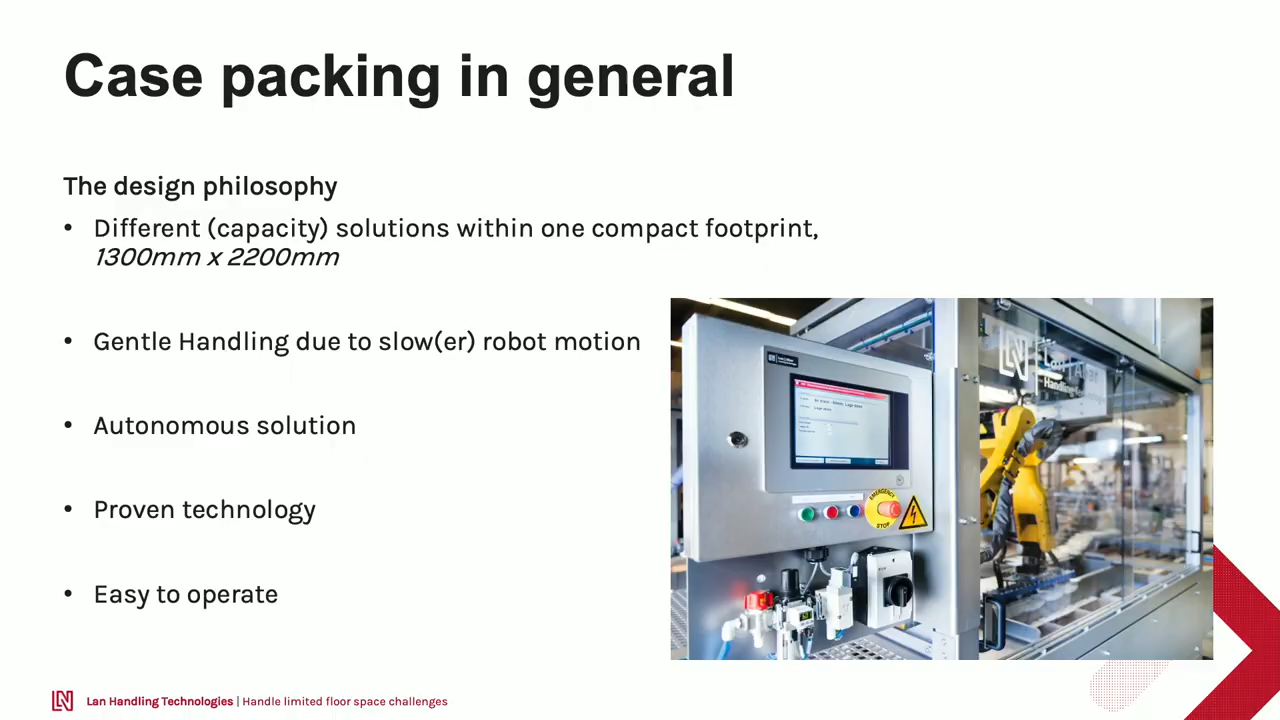 Case packing in general
The design philosophy
• Different (capacity) solutions within one compact footprint,
1300mm x 2200mm
• Gentle Handling due to slow(er) robot motion
• Autonomous solution
• Proven technology
• Easy to operate
EMERGENCY
STOP
Lan Handling Technologies | Handle limited floor space challenges